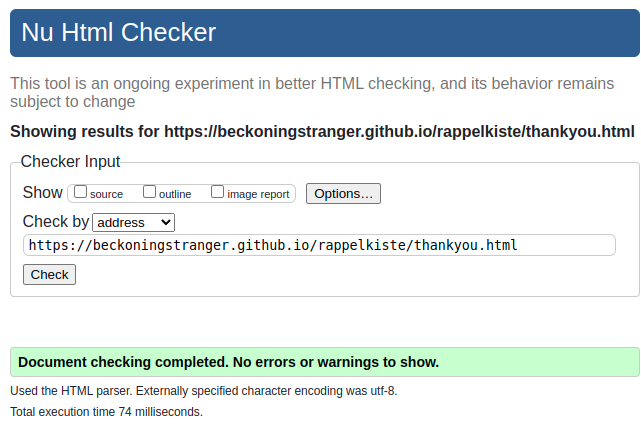 Nu Html Checker
This tool is an ongoing experiment in better HTML checking, and its behavior remains
subject to change
Showing results for https://beckoningstranger.github.io/rappelkiste/thankyou.html
Checker Input
Show source outline image report Options...
Check by address
https://beckoningstranger.github.io/rappelkiste/thankyou.html
Check
Document checking completed. No errors or warnings to show.
Used the HTML parser. Externally specified character encoding was utf-8.
Total execution time 74 milliseconds.